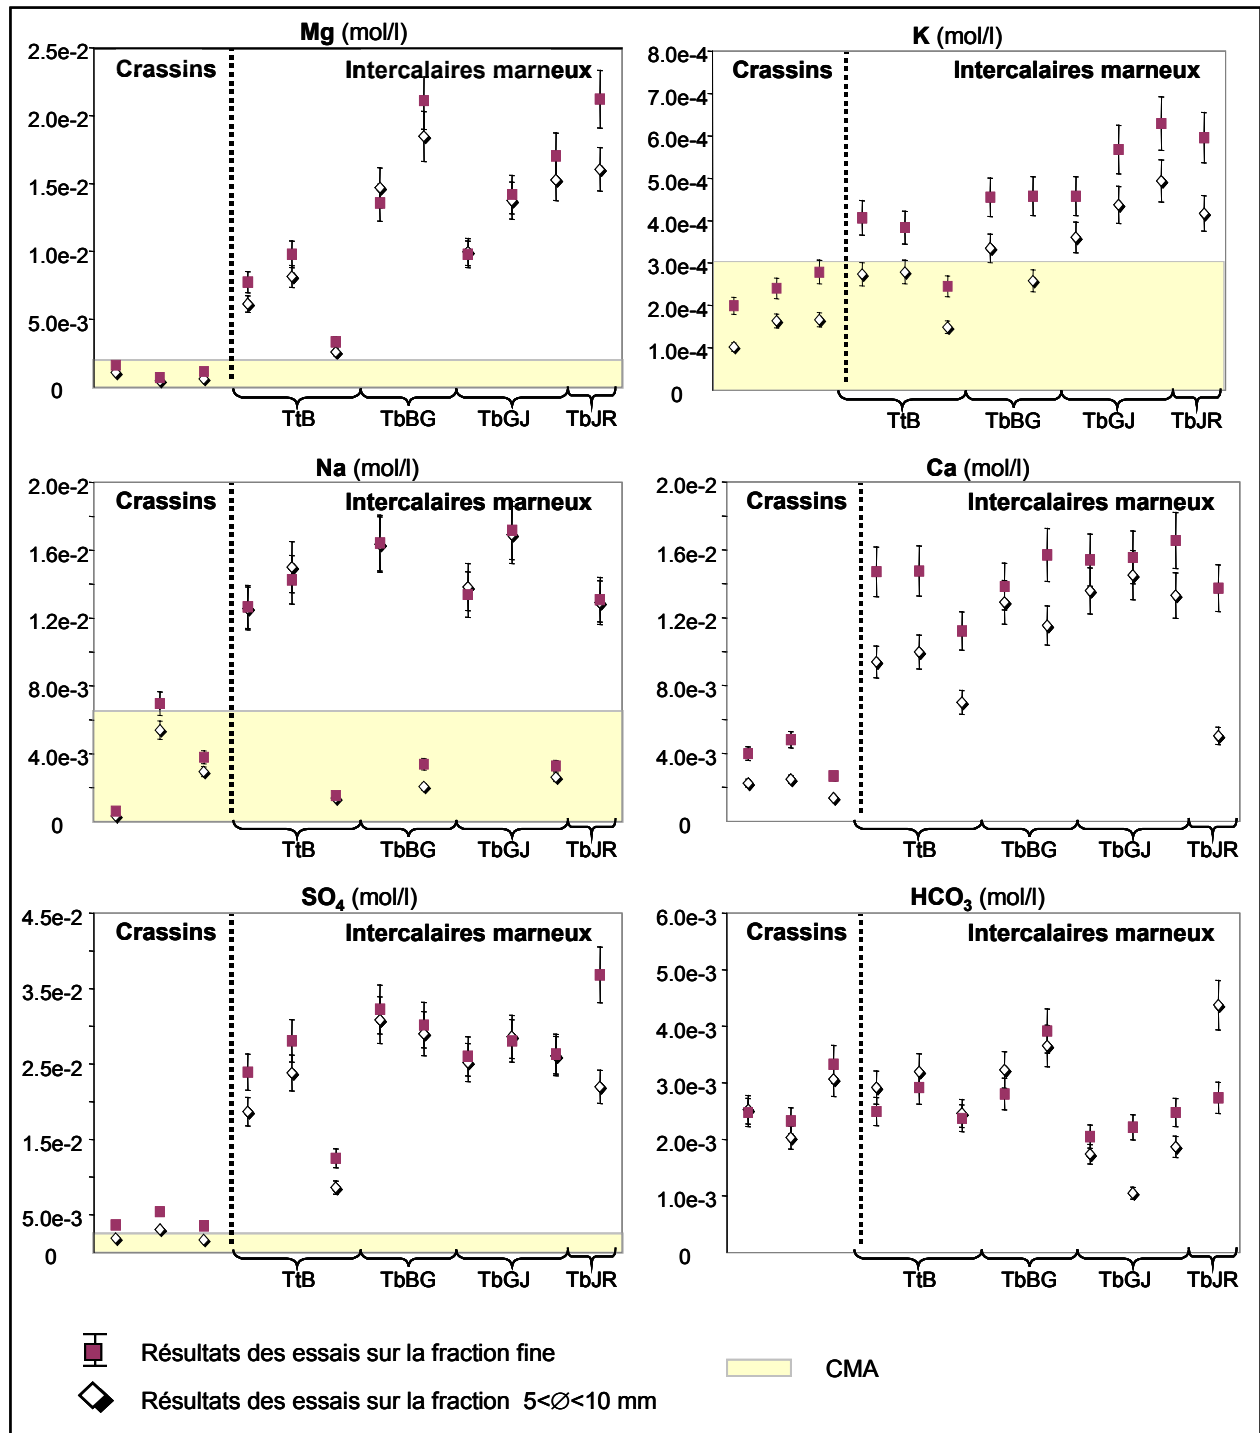 Mg (mol/l)
2.5e-2
2.0e-2
1.5e-2
1.0e-2
5.0e-3
0
Crassins
Intercalaires marneux
TtB
TbBG
TbGJ
TbJR
K (mol/l)
8.0e-4
7.0e-4
6.0e-4
5.0e-4
4.0e-4
3.0e-4
2.0e-4
1.0e-4
0
Crassins
Intercalaires marneux
TtB
TbBG
TbGJ
TbJR
Na (mol/l)
2.0e-2
1.6e-2
1.2e-2
8.0e-3
4.0e-3
0
Crassins
Intercalaires marneux
TtB
TbBG
TbGJ
TbJR
Ca (mol/l)
2.0e-2
1.6e-2
1.2e-2
8.0e-3
4.0e-3
0
Crassins
Intercalaires marneux
TtB
TbBG
TbGJ
TbJR
SO4 (mol/l)
4.5e-2
3.5e-2
2.5e-2
1.5e-2
5.0e-3
0
Crassins
Intercalaires marneux
TtB
TbBG
TbGJ
TbJR
HCO3 (mol/l)
6.0e-3
5.0e-3
4.0e-3
3.0e-3
2.0e-3
1.0e-3
0
Crassins
Intercalaires marneux
TtB
TbBG
TbGJ
TbJR
Résultats des essais sur la fraction fine
Résultats des essais sur la fraction 5<∅<10 mm
CMA